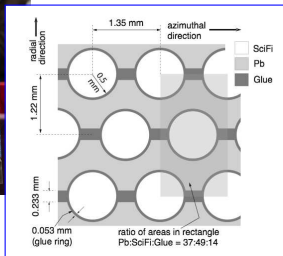 1.35 mm
azimuthal
direction
radial
direction
SciFi
Pb
Glue
0.5
mm
1.22 mm
0.233
mm
0.053 mm
(glue ring)
ratio of areas in rectangle
Pb:SciFi:Glue = 37:49:14